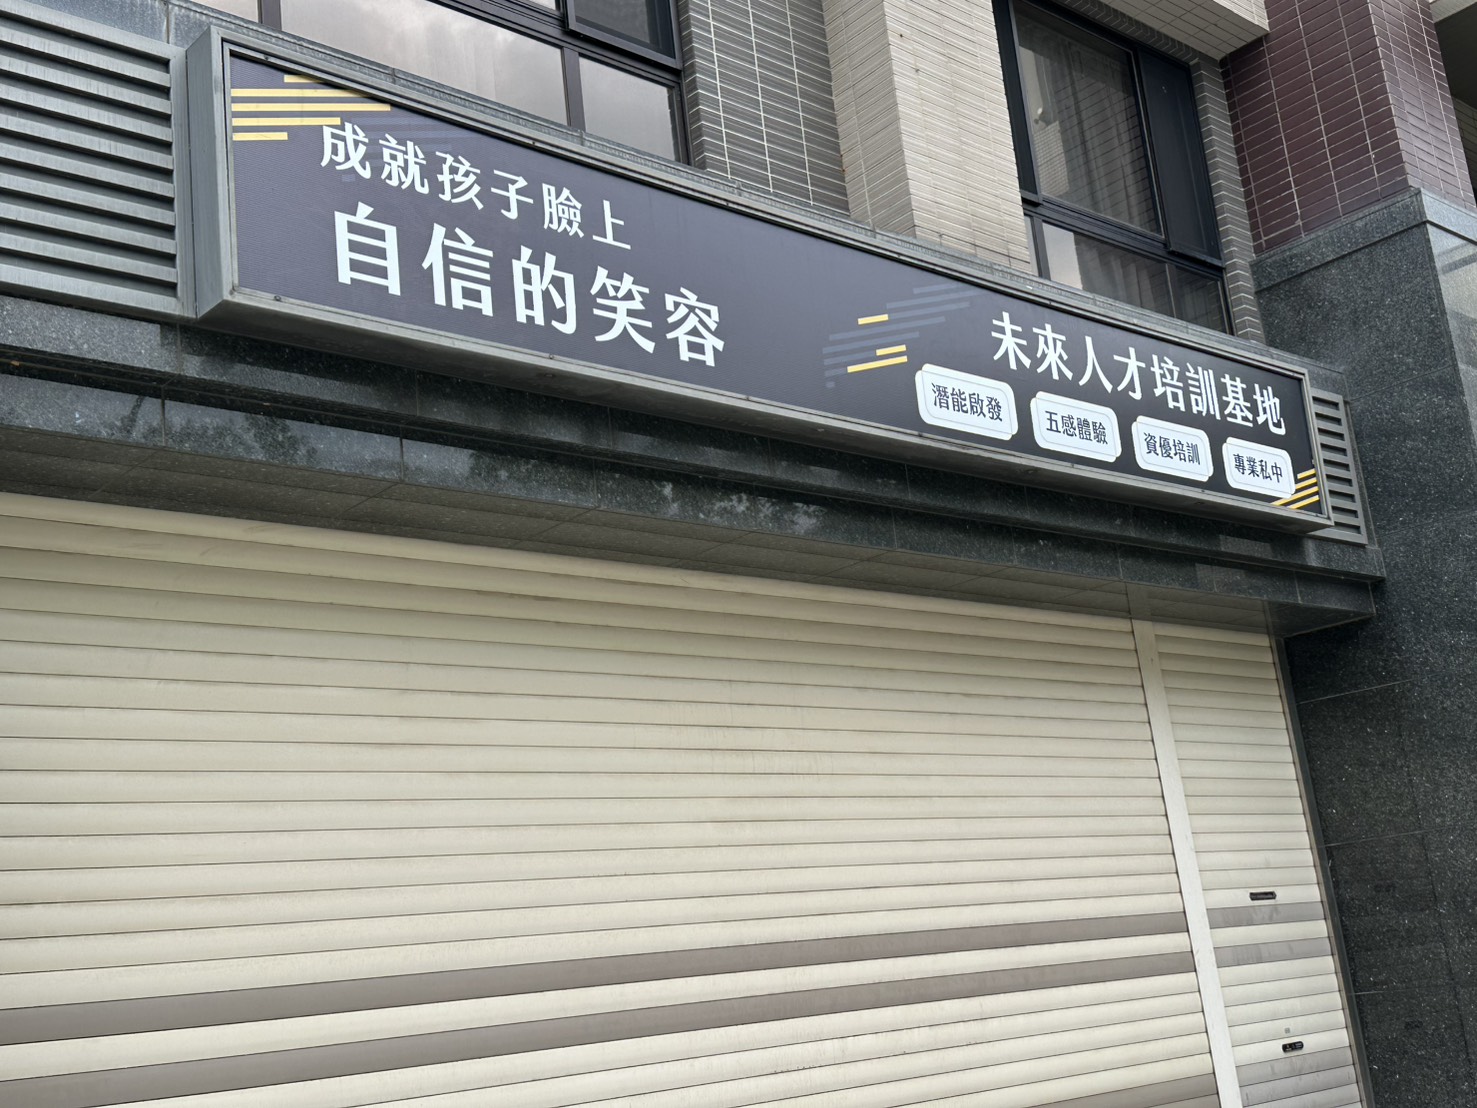 成就孩子臉上
自信的笑容
未來人才培訓基地
潛能啟發
五感體驗
資優培訓
專業私中